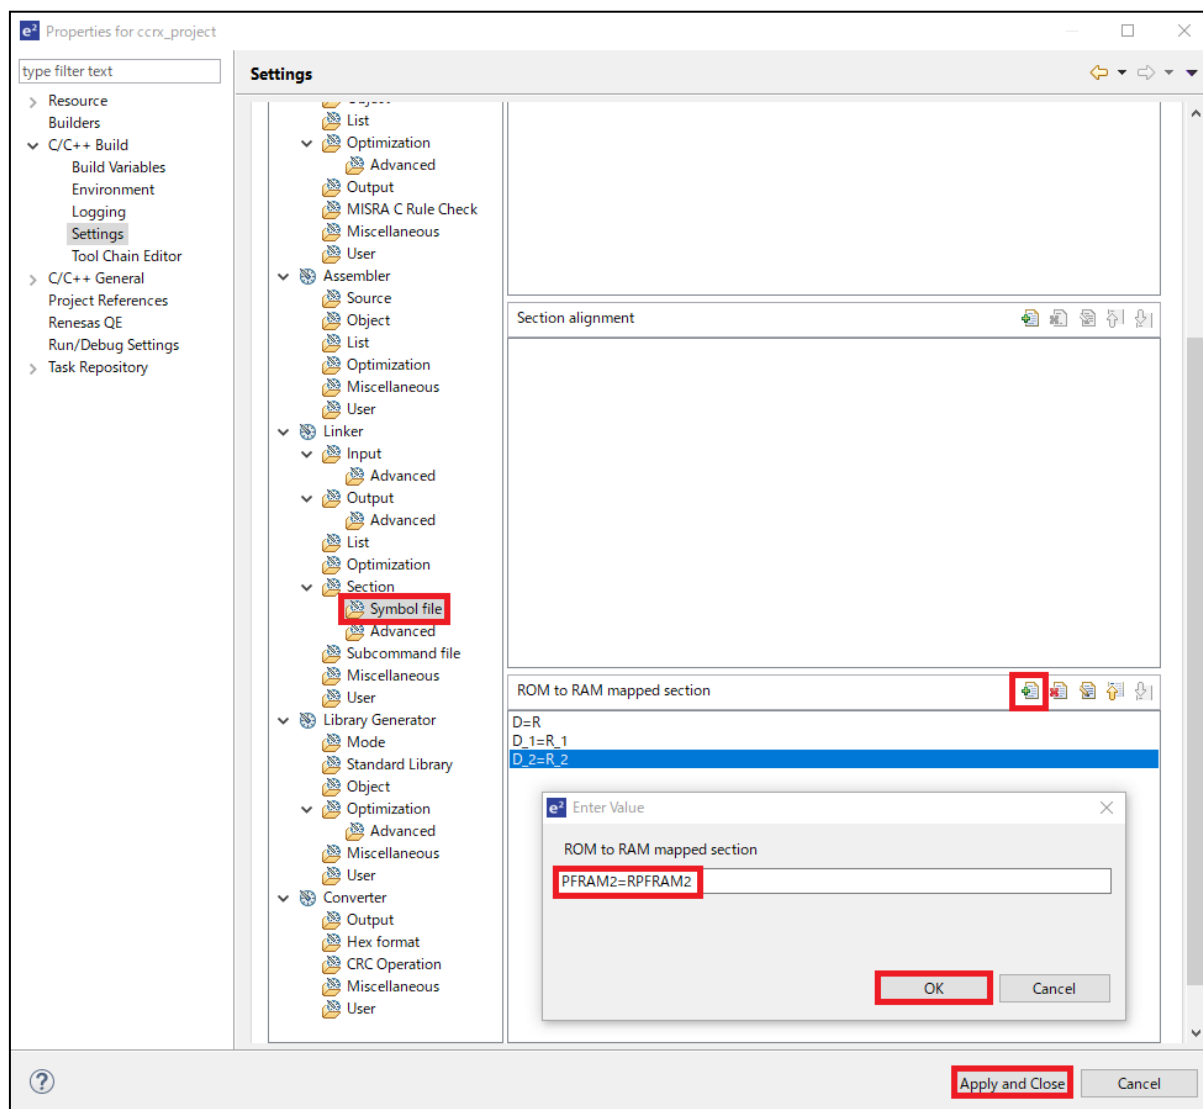 e² Properties for ccrx_project
type filter text
Settings
Resource
Builders
C/C++ Build
Build Variables
Environment
Logging
Settings
Tool Chain Editor
C/C++ General
Project References
Renesas QE
Run/Debug Settings
Task Repository
List
Optimization
Advanced
Output
MISRA C Rule Check
Miscellaneous
User
Assembler
Source
Object
List
Optimization
Miscellaneous
User
Linker
Input
Advanced
Output
Advanced
List
Optimization
Section
Symbol file
Advanced
Subcommand file
Miscellaneous
User
Library Generator
Mode
Standard Library
Object
Optimization
Advanced
Miscellaneous
User
Converter
Output
Hex format
CRC Operation
Miscellaneous
User
Section alignment
ROM to RAM mapped section
D=R
D_1=R_1
D_2=R_2
e² Enter Value
ROM to RAM mapped section
PFRAM2=RPFRAM2
OK
Cancel
?
Apply and Close
Cancel